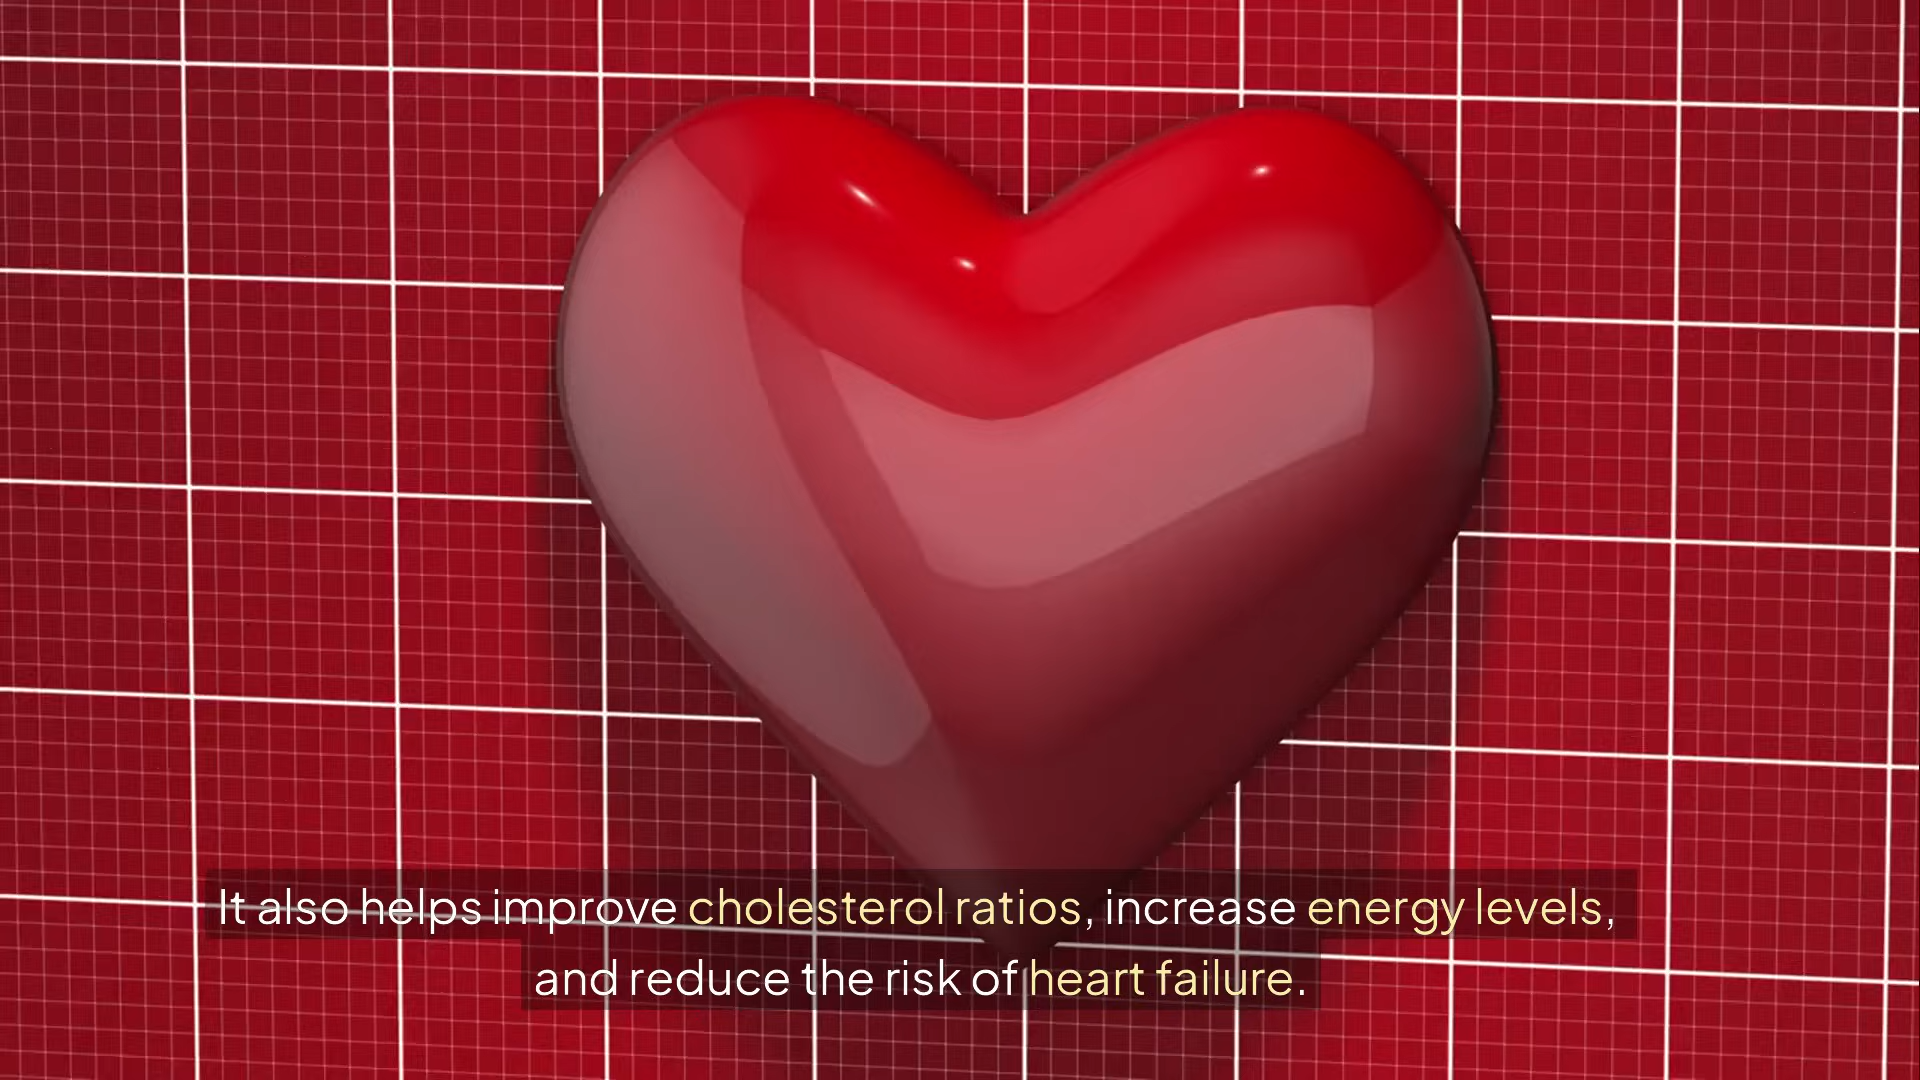 It also helps improve cholesterol ratios, increase energy levels,
and reduce the risk of heart failure.